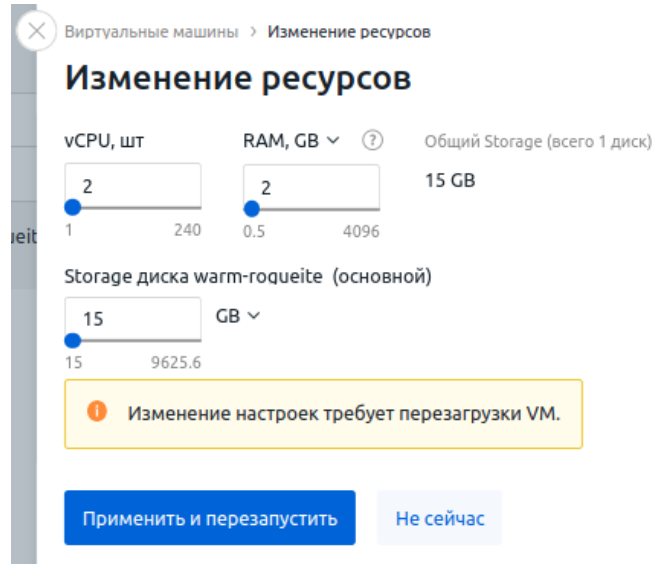 Виртуальные машины > Изменение ресурсов
Изменение ресурсов
vCPU, шт RAM, GB ? Общий Storage (всего 1 диск)
2 2 15 GB
1 240 0.5 4096
ueit
Storage диска warm-roqueite (основной)
15 GB
15 9625.6
Изменение настроек требует перезагрузки VM.
Применить и перезапустить Не сейчас